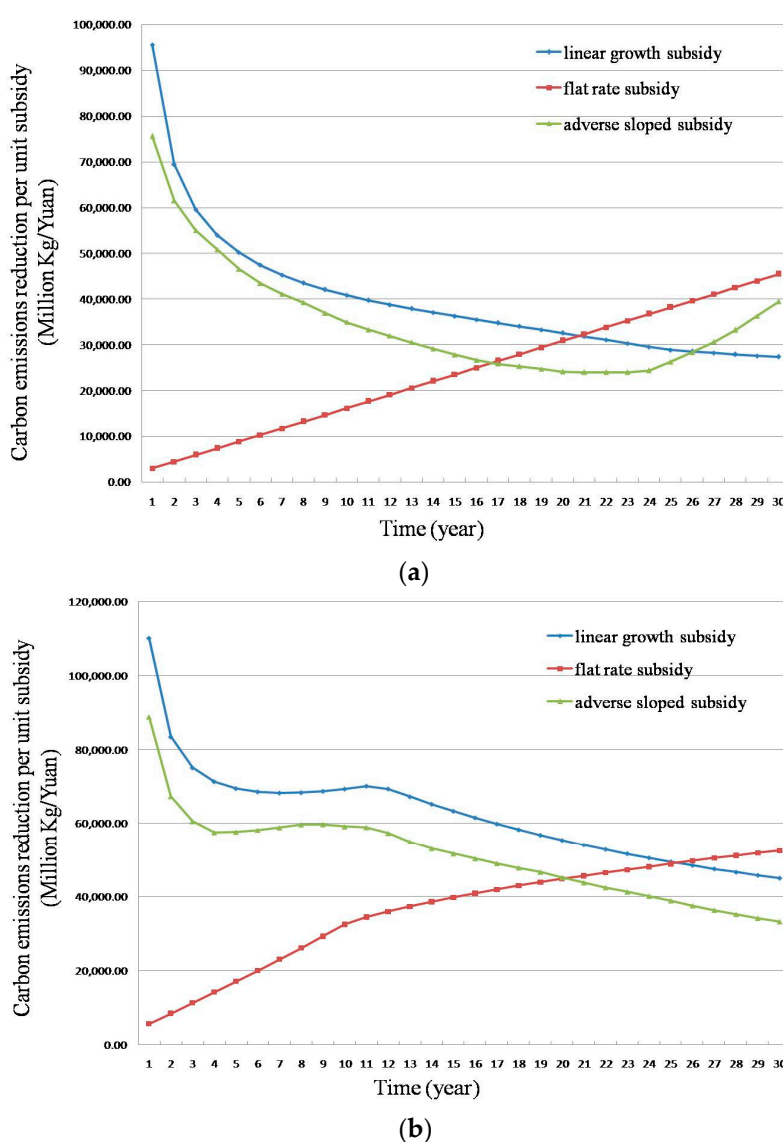 Carbon emissions reduction per unit subsidy
((Million Kg/Yuan)
100,000.00
90,000.00
80,000.00
70,000.00
60,000.00
50,000.00
40,000.00
30,000.00
20,000.00
10,000.00
0.00
linear growth subsidy
flat rate subsidy
adverse sloped subsidy
1 2 3 4 5 6 7 8 9 10 11 12 13 14 15 16 17 18 19 20 21 22 23 24 25 26 27 28 29 30
Time (year)
(a)
Carbon emissions reduction per unit subsidy
(Million Kg/Yuan)
120,000.00
100,000.00
80,000.00
60,000.00
40,000.00
20,000.00
0.00
linear growth subsidy
flat rate subsidy
adverse sloped subsidy
1 2 3 4 5 6 7 8 9 10 11 12 13 14 15 16 17 18 19 20 21 22 23 24 25 26 27 28 29 30
Time (year)
(b)